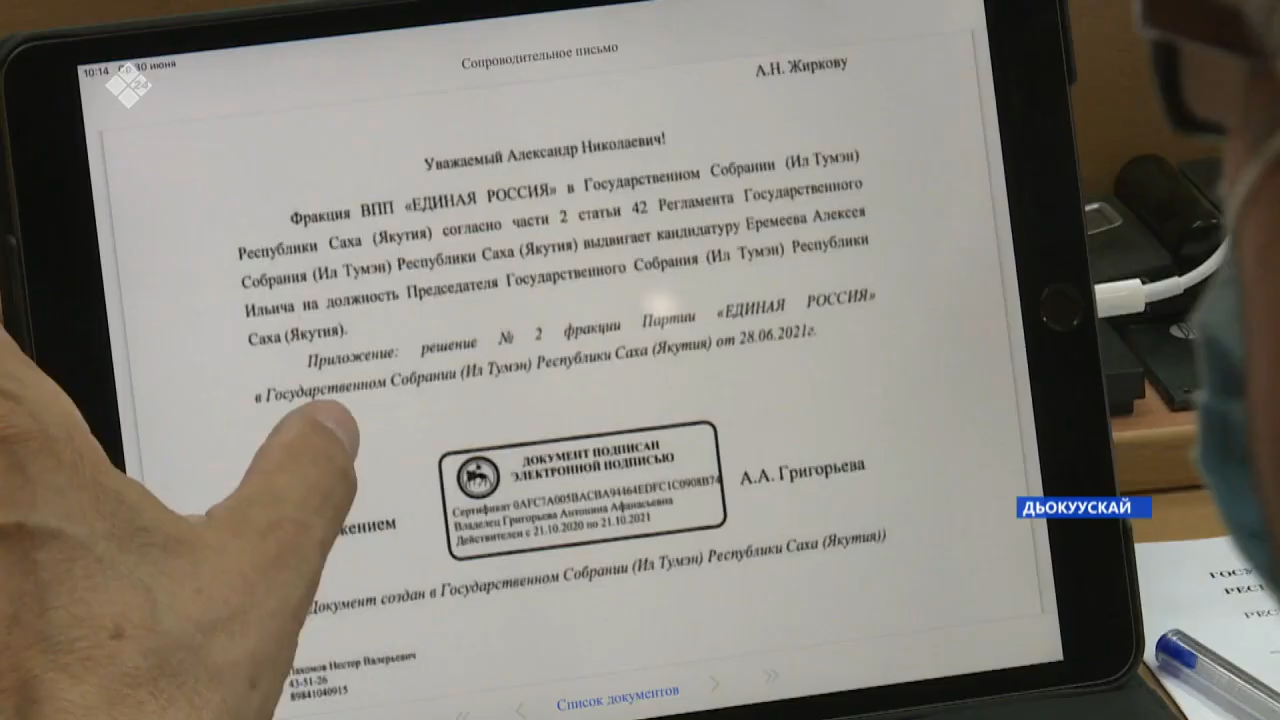 10:14 Ср 30 июня
Сопроводительное письмо
24
А.Н. Жиркову
Уважаемый Александр Николаевич!
Фракция ВПП «ЕДИНАЯ РОССИЯ» в Государственном Собрании (Ил Тумэн)
Республики Саха (Якутия) согласно части 2 статьи 42 Регламента Государственного
Собрания (Ил Тумэн) Республики Саха (Якутия) выдвигает кандидатуру Еремеева Алексея
Ильича на должность Председателя Государственного Собрания (Ил Тумэн) Республики
Саха (Якутия).
Приложение: решение № 2 фракции Партии «ЕДИНАЯ РОССИЯ»
в Государственном Собрании (Ил Тумэн) Республики Саха (Якутия) от 28.06.2021г.
ДОКУМЕНТ ПОДПИСАН
ЭЛЕКТРОННОЙ ПОДПИСЬЮ
Сертификат 0AFC7A005BACBA94464EDFC1C0908B74
Владелец Григорьева Антонина Афанасьевна
Действителен с 21.10.2020 по 21.10.2021
жением
А.А. Григорьева
ДЬОКУУСКАЙ
Документ создан в Государственном Собрании (Ил Тумэн) Республики Саха (Якутия))
Пахомов Нестор Валерьевич
43-51-26
89841040915
Список документов